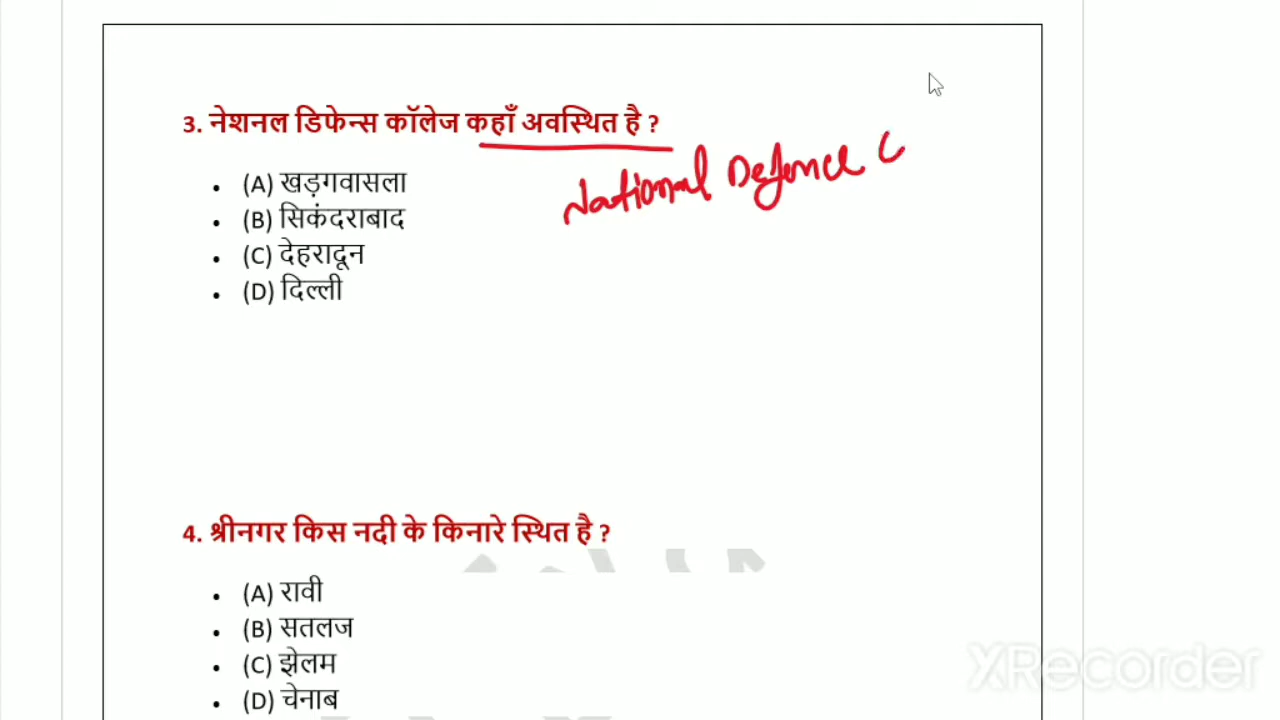 3. नेशनल डिफेन्स कॉलेज कहाँ अवस्थित है ?
National Defence C
• (A) खड़गवासला
• (B) सिकंदराबाद
• (C) देहरादून
• (D) दिल्ली
4. श्रीनगर किस नदी के किनारे स्थित है ?
• (A) रावी
• (B) सतलज
• (C) झेलम
• (D) चेनाब
XRecorder